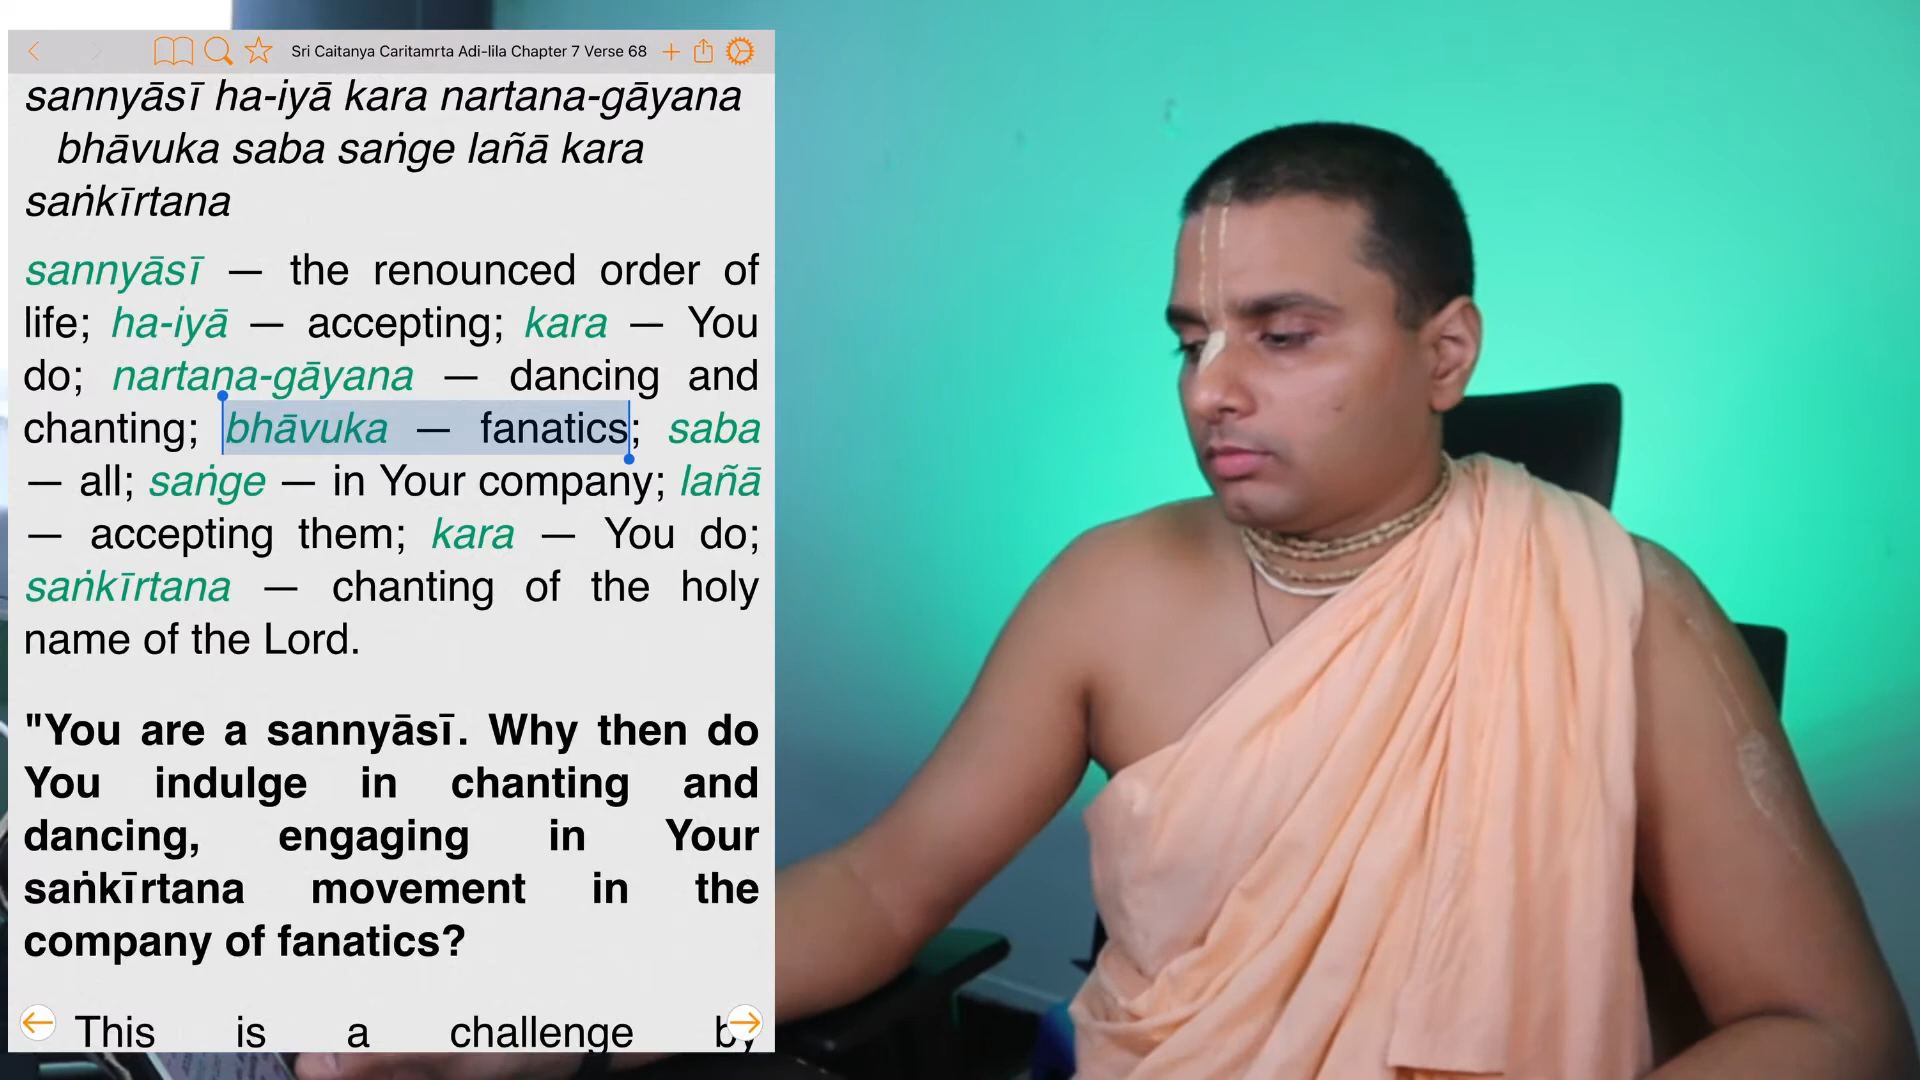 Sri Caitanya Caritamrta Adi-lila Chapter 7 Verse 68
sannyāsī ha-iyā kara nartana-gāyana
bhāvuka saba saṅge lañā kara
saṅkīrtana
sannyāsī — the renounced order of
life; ha-iyā — accepting; kara — You
do; nartana-gāyana — dancing and
chanting; bhāvuka — fanatics; saba
— all; saṅge — in Your company; lañā
— accepting them; kara — You do;
saṅkīrtana — chanting of the holy
name of the Lord.
"You are a sannyāsī. Why then do
You indulge in chanting and
dancing, engaging in Your
saṅkīrtana movement in the
company of fanatics?
This is a challenge by